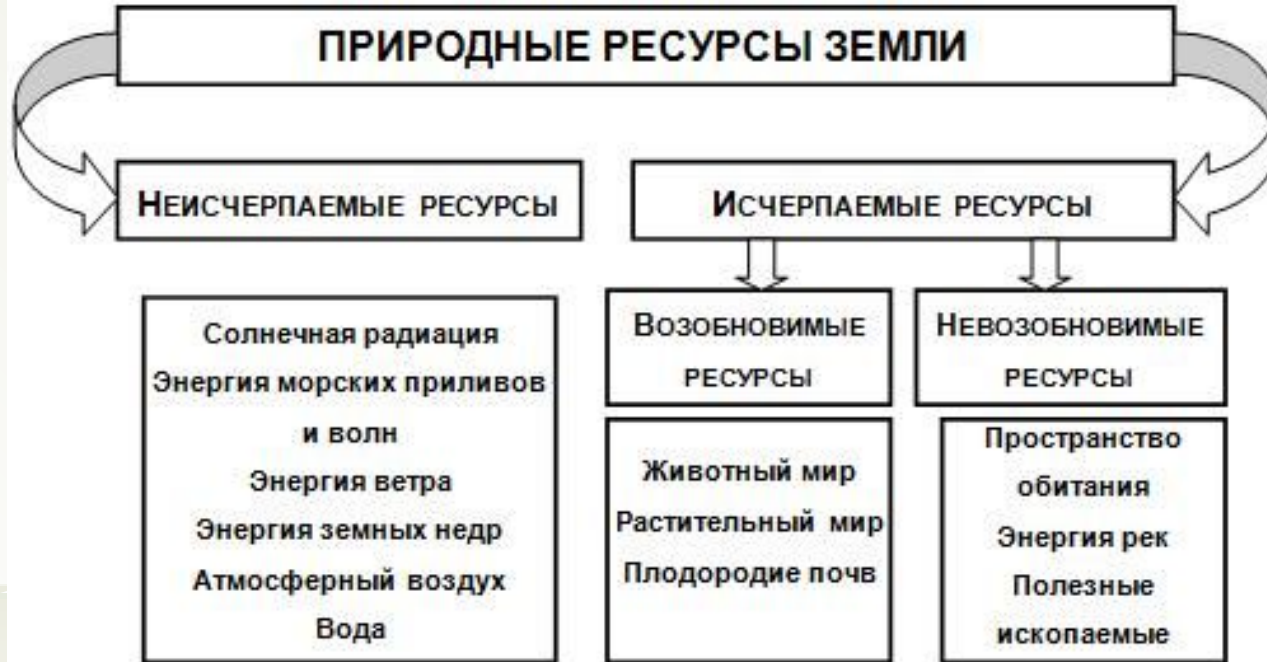 ПРИРОДНЫЕ РЕСУРСЫ ЗЕМЛИ
НЕИСЧЕРПАЕМЫЕ РЕСУРСЫ
ИСЧЕРПАЕМЫЕ РЕСУРСЫ
Солнечная радиация
Энергия морских приливов
и волн
Энергия ветра
Энергия земных недр
Атмосферный воздух
Вода
ВОЗОБНОВИМЫЕ
РЕСУРСЫ
Животный мир
Растительный мир
Плодородие почв
НЕВОЗОБНОВИМЫЕ
РЕСУРСЫ
Пространство
обитания
Энергия рек
Полезные
ископаемые